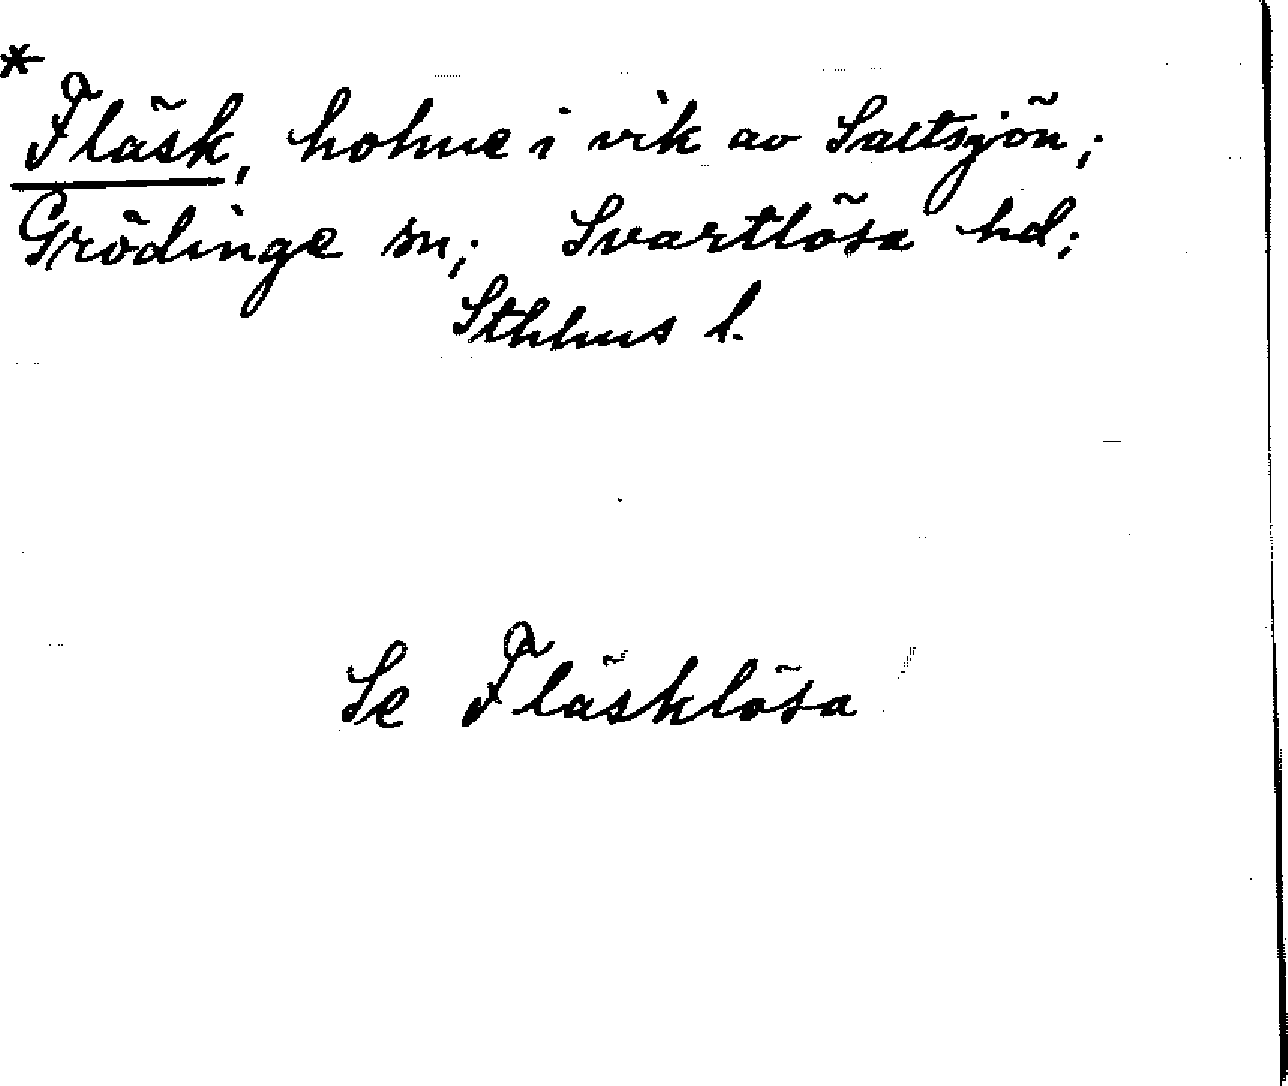 *
Fläsk, holme i vik av Saltsjön;
Grödinge sn; Svartlösa hd;
Sthlms l.
Se Fläsklösa